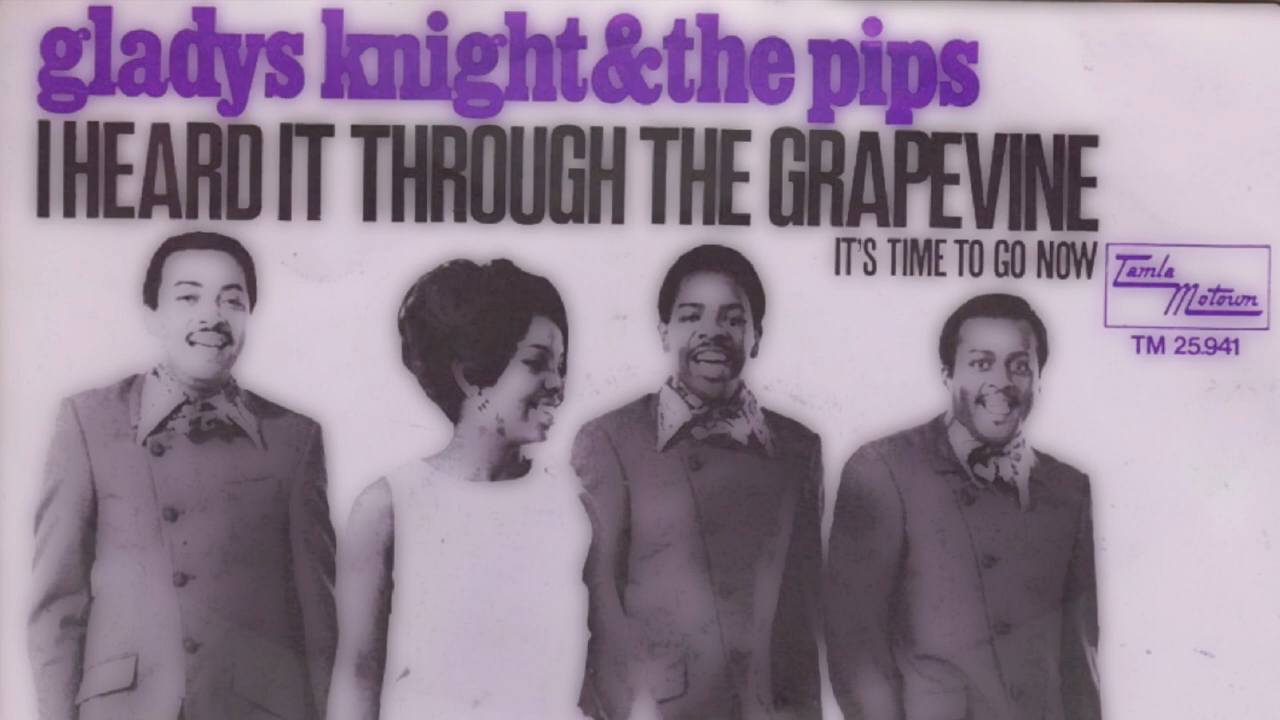 gladys knight&the pips
I HEARD IT THROUGH THE GRAPEVINE
IT'S TIME TO GO NOW
Tamla
Motown
TM 25.941